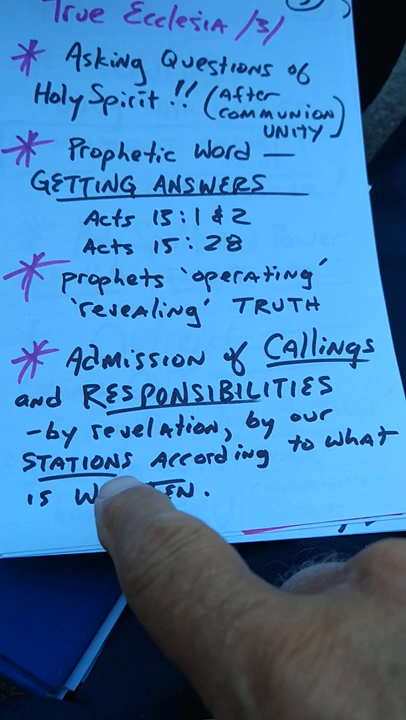 True Ecclesia /3/
* Asking Questions of
Holy Spirit!! (After
COMMUNION
UNITY)
* Prophetic Word —
GETTING ANSWERS
Acts 13:1 & 2
Acts 15:28
* prophets 'operating'
'revealing' TRUTH
* Admission of CALLINGS
and RESPONSIBILITIES
- by revelation, by our
STATIONS According to what
is